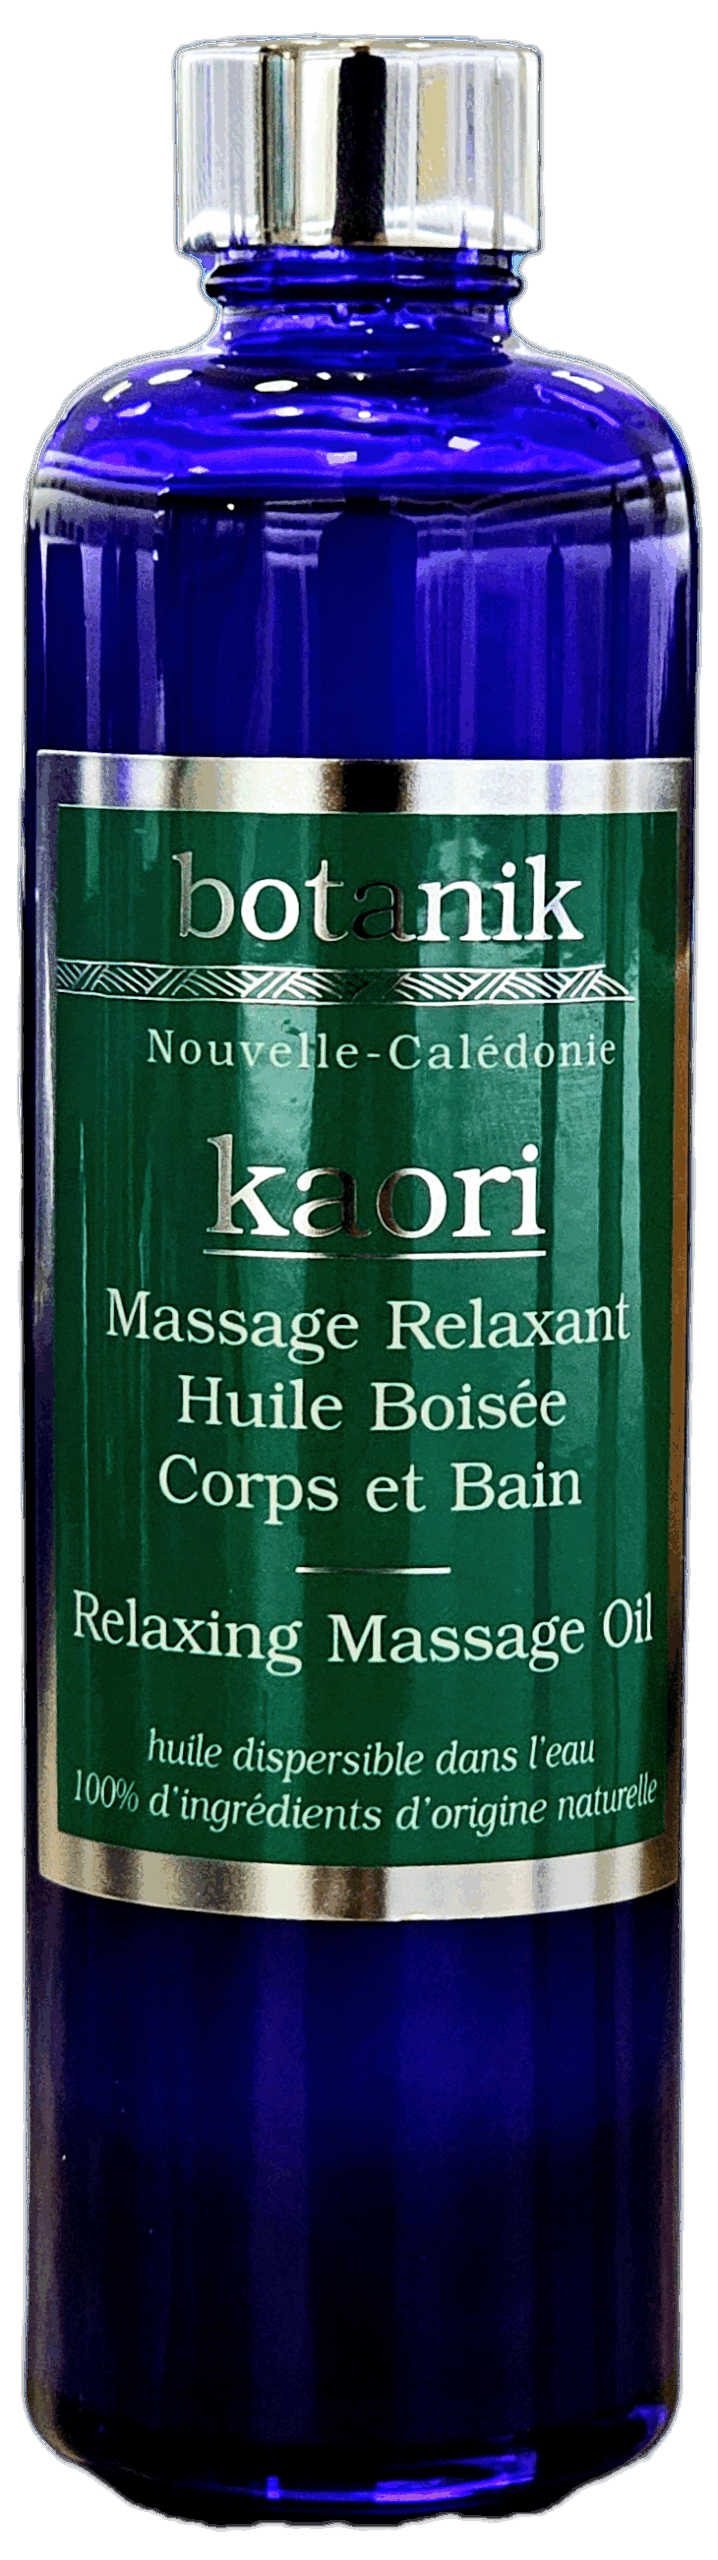 botanik
Nouvelle-Calédonie
kaori
Massage Relaxant
Huile Boisée
Corps et Bain
Relaxing Massage Oil
huile dispersible dans l'eau
100% d'ingrédients d'origine naturelle